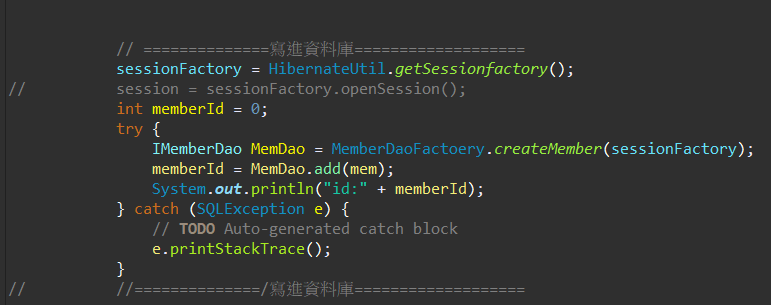 // ==============寫進資料庫===================
sessionFactory = HibernateUtil.getSessionfactory();
// session = sessionFactory.openSession();
int memberId = 0;
try {
IMemberDao MemDao = MemberDaoFactoery.createMember(sessionFactory);
memberId = MemDao.add(mem);
System.out.println("id:" + memberId);
} catch (SQLException e) {
// TODO Auto-generated catch block
e.printStackTrace();
}
// //==============/寫進資料庫===================